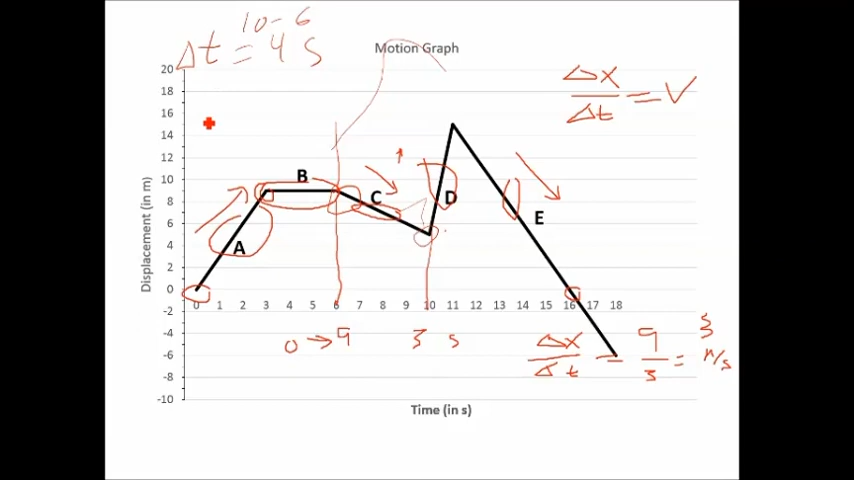 10-6
Δt = 4 s
Motion Graph
Δx/Δt = V
20
18
16
14
12
10
8
6
4
2
0
-2
-4
-6
-8
-10
Displacement (in m)
A
B
C
D
E
0 1 2 3 4 5 6 7 8 9 10 11 12 13 14 15 16 17 18
0 → 9 3 s
Δx/Δt = 9/3 = 3 m/s
Time (in s)